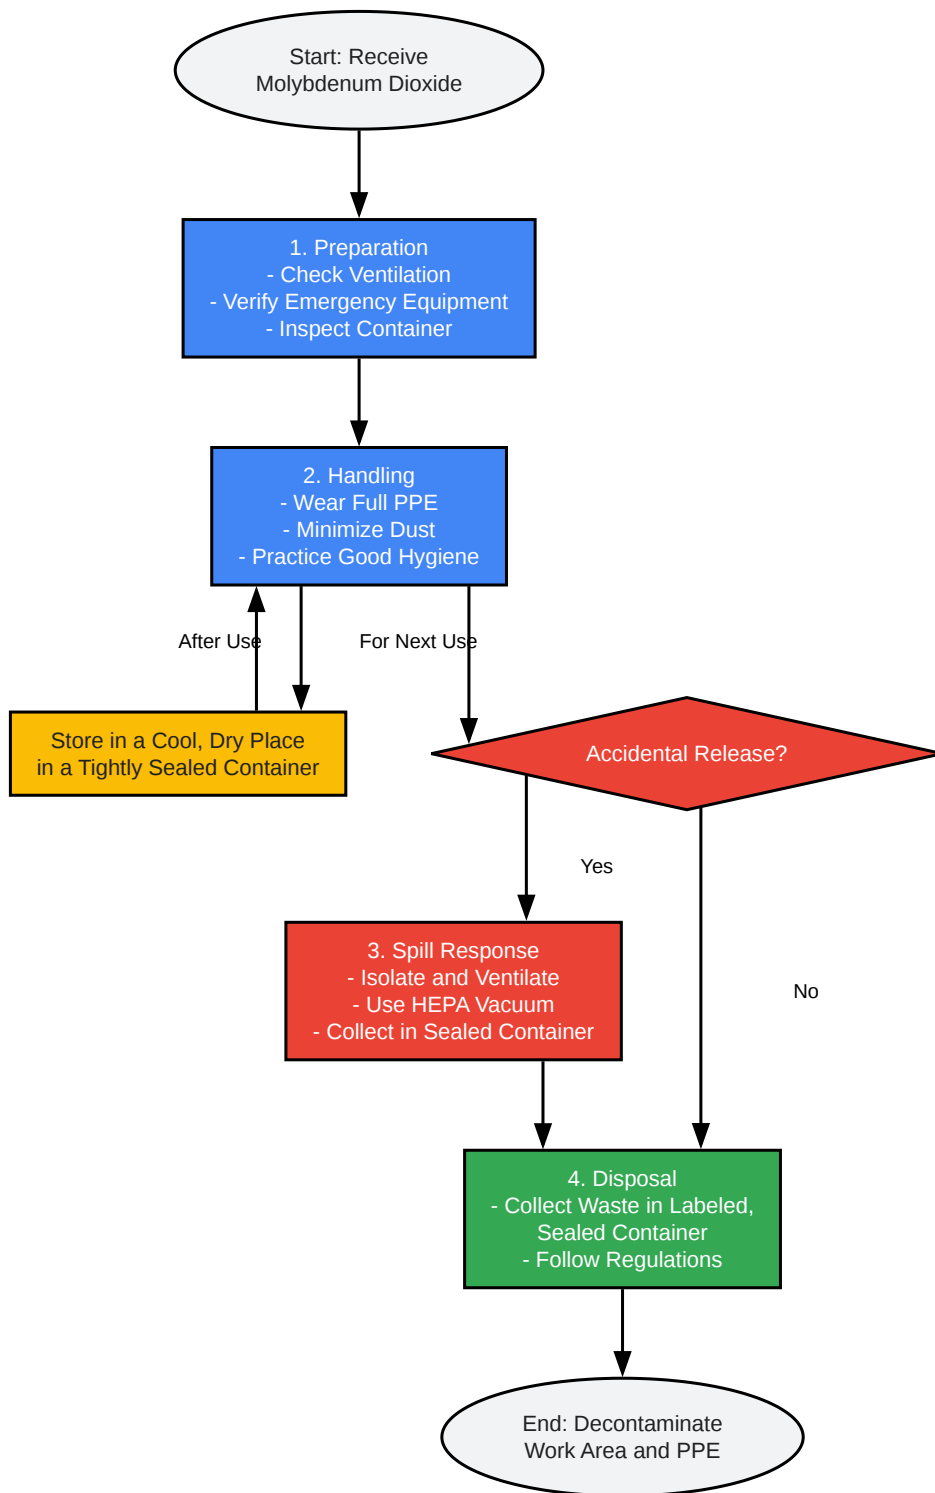 Start: Receive
Molybdenum Dioxide
1. Preparation
- Check Ventilation
- Verify Emergency Equipment
- Inspect Container
2. Handling
- Wear Full PPE
- Minimize Dust
- Practice Good Hygiene
After Use
For Next Use
Store in a Cool, Dry Place
in a Tightly Sealed Container
Accidental Release?
Yes
3. Spill Response
- Isolate and Ventilate
- Use HEPA Vacuum
- Collect in Sealed Container
No
4. Disposal
- Collect Waste in Labeled,
Sealed Container
- Follow Regulations
End: Decontaminate
Work Area and PPE